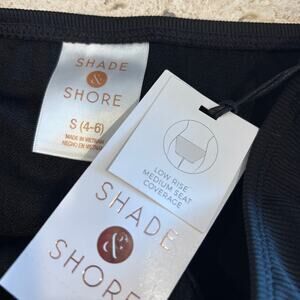 SHADE
&
SHORE
S (4-6)
MADE IN VIETNAM
HECHO EN VIETNAM
LOW RISE
MEDIUM SEAT
COVERAGE
SHADE
&
SHORE